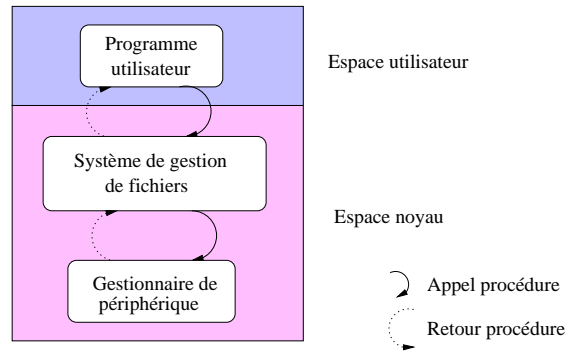 Programme
utilisateur
Espace utilisateur
Système de gestion
de fichiers
Espace noyau
Gestionnaire de
périphérique
Appel procédure
Retour procédure